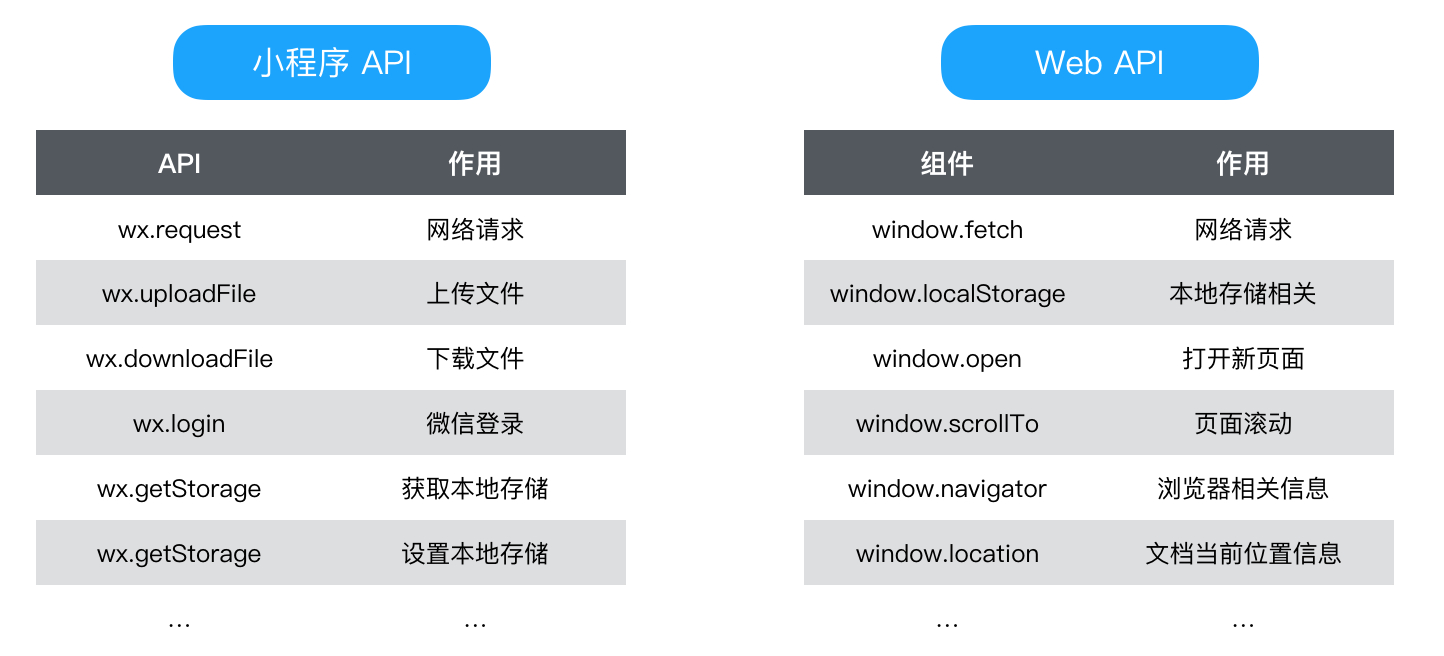 小程序 API
API 作用
wx.request 网络请求
wx.uploadFile 上传文件
wx.downloadFile 下载文件
wx.login 微信登录
wx.getStorage 获取本地存储
wx.getStorage 设置本地存储
... ...
Web API
组件 作用
window.fetch 网络请求
window.localStorage 本地存储相关
window.open 打开新页面
window.scrollTo 页面滚动
window.navigator 浏览器相关信息
window.location 文档当前位置信息
... ...